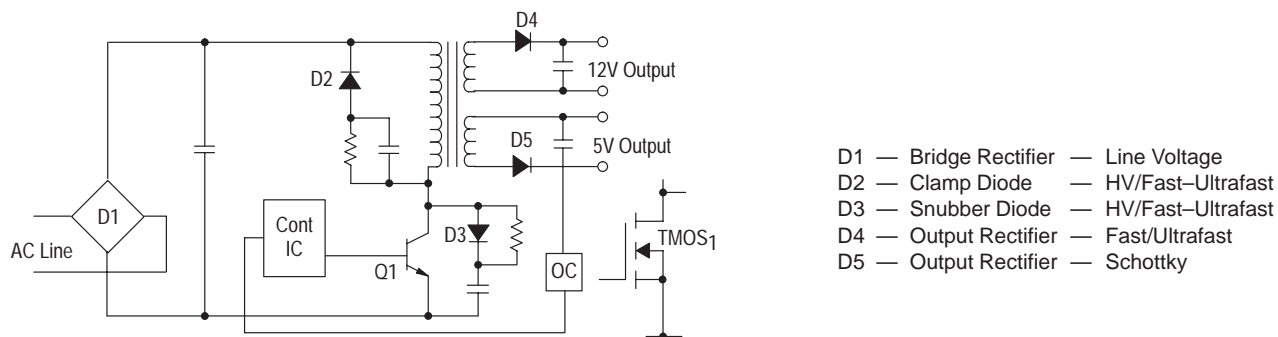 D4
12V Output
D2
D5
5V Output
D1
AC Line
Cont
IC
Q1
D3
OC
TMOS1
D1 — Bridge Rectifier — Line Voltage
D2 — Clamp Diode — HV/Fast–Ultrafast
D3 — Snubber Diode — HV/Fast–Ultrafast
D4 — Output Rectifier — Fast/Ultrafast
D5 — Output Rectifier — Schottky